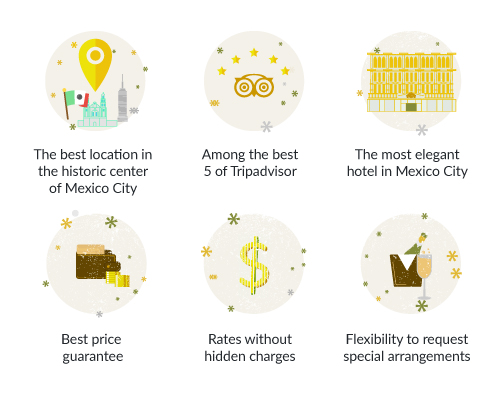 The best location in
the historic center
of Mexico City
Among the best
5 of Tripadvisor
The most elegant
hotel in Mexico City
Best price
guarantee
Rates without
hidden charges
Flexibility to request
special arrangements